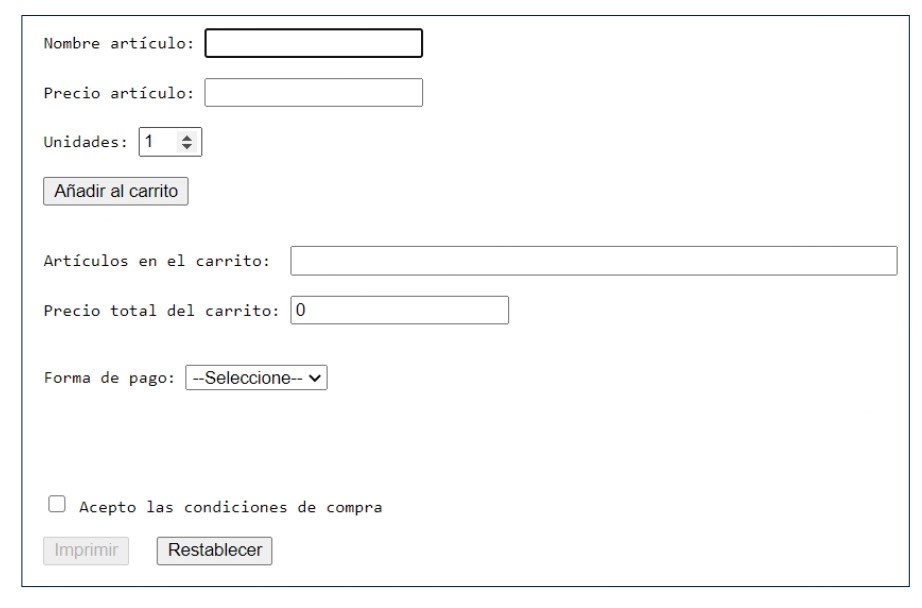 Nombre artículo:
Precio artículo:
Unidades: 1
Añadir al carrito
Artículos en el carrito:
Precio total del carrito: 0
Forma de pago: --Seleccione--
Acepto las condiciones de compra
Imprimir Restablecer